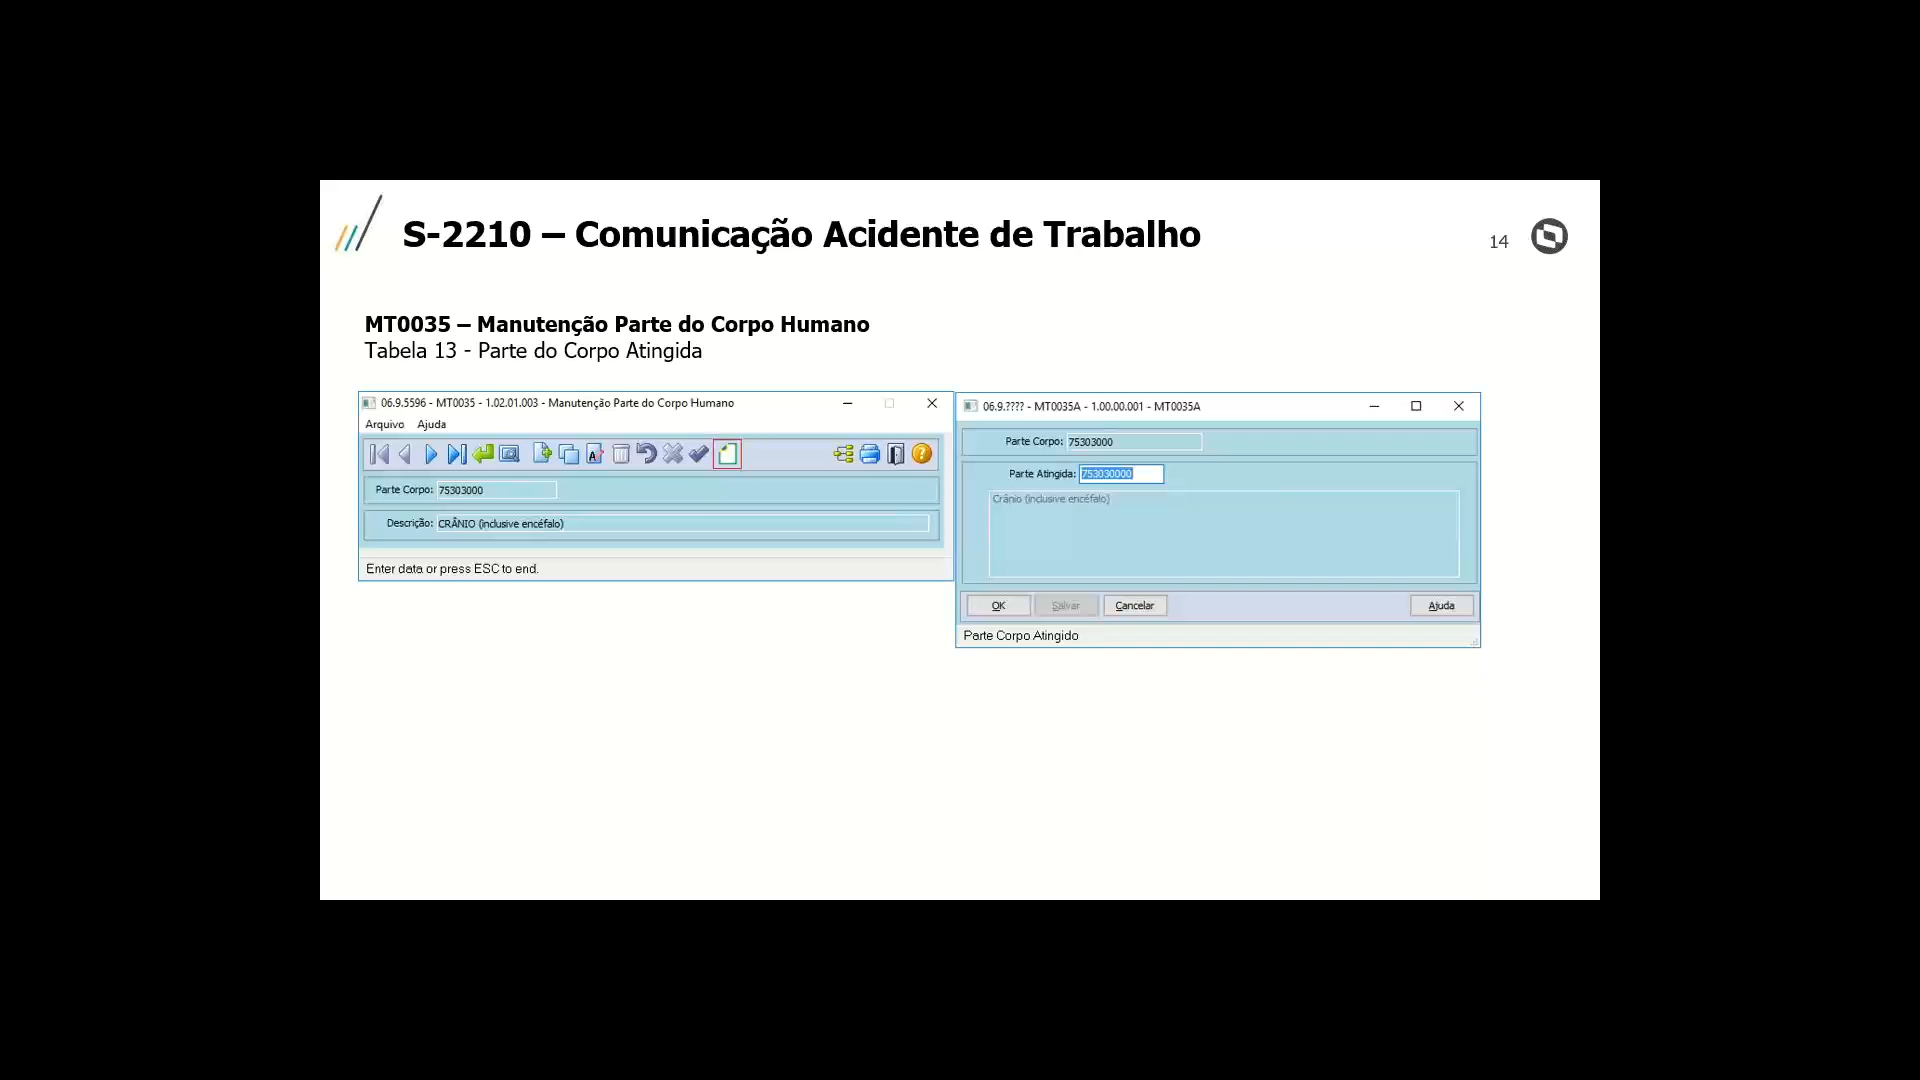 S-2210 – Comunicação Acidente de Trabalho
14
MT0035 – Manutenção Parte do Corpo Humano
Tabela 13 - Parte do Corpo Atingida
06.9.5596 - MT0035 - 1.02.01.003 - Manutenção Parte do Corpo Humano
Arquivo Ajuda
Parte Corpo: 75303000
Descrição: CRÂNIO (inclusive encéfalo)
Enter data or press ESC to end.
06.9.???? - MT0035A - 1.00.00.001 - MT0035A
Parte Corpo: 75303000
Parte Atingida: 753030000
Crânio (inclusive encéfalo)
OK Salvar Cancelar Ajuda
Parte Corpo Atingido